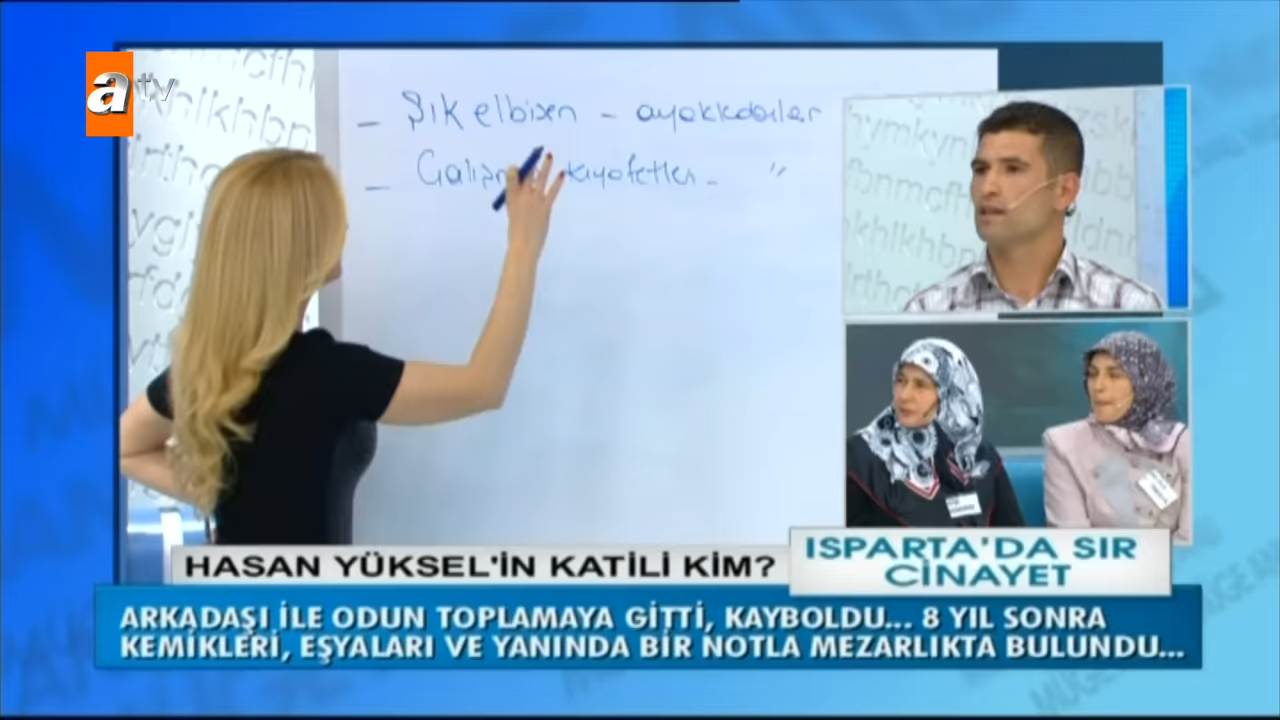 atv
- Şık elbisen - ayakkabılar
- kıyafetler - "
HASAN YÜKSEL'İN KATİLİ KİM?
ISPARTA'DA SIR
CİNAYET
ARKADAŞI İLE ODUN TOPLAMAYA GİTTİ, KAYBOLDU... 8 YIL SONRA
KEMİKLERİ, EŞYALARI VE YANINDA BİR NOTLA MEZARLIKTA BULUNDU...